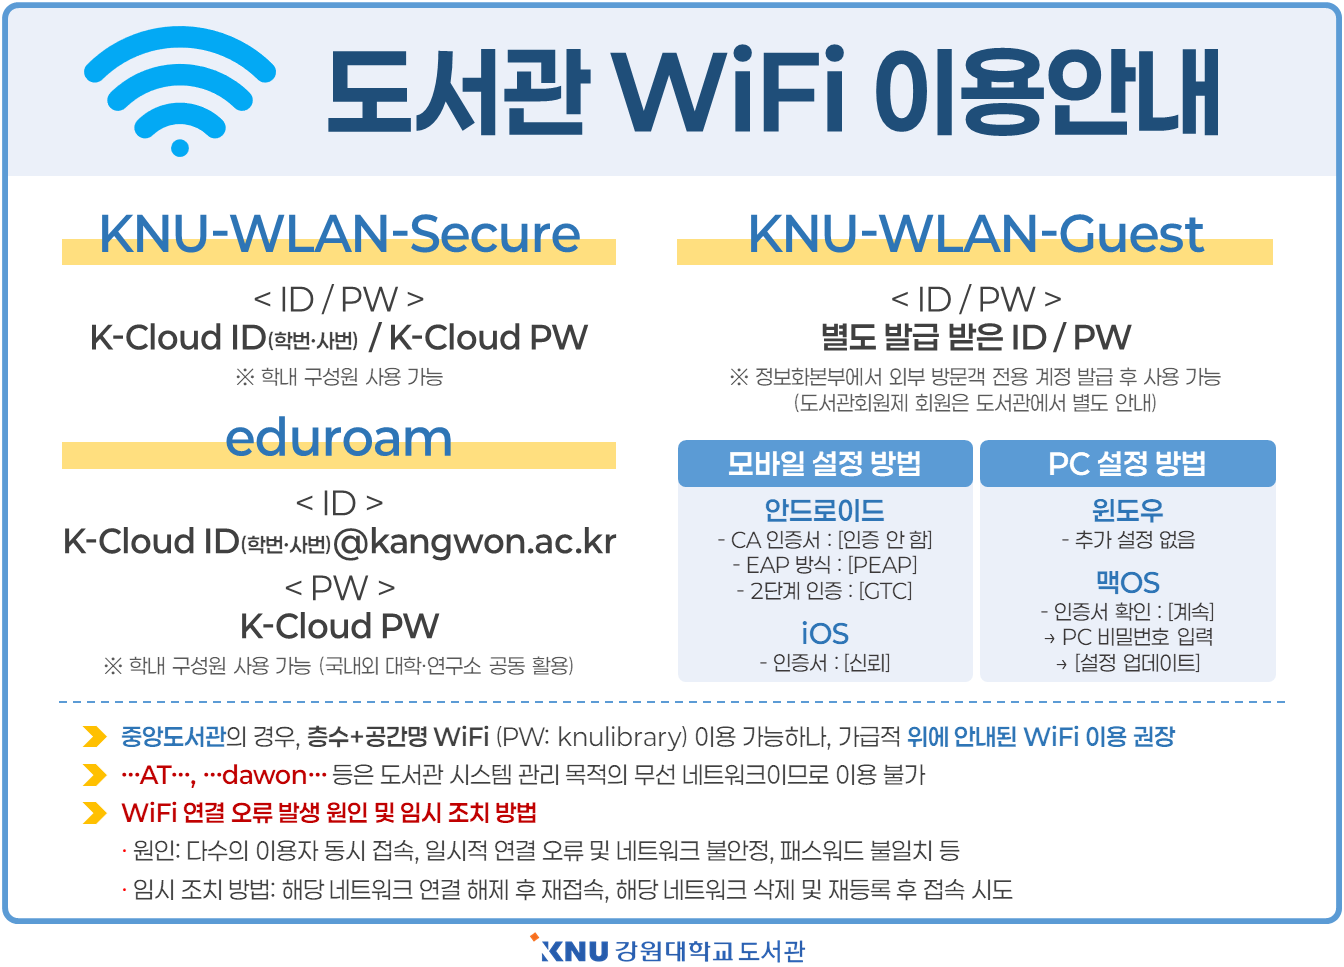 도서관 WiFi 이용안내
KNU-WLAN-Secure
< ID / PW >
K-Cloud ID(학번·사번) / K-Cloud PW
※ 학내 구성원 사용 가능
eduroam
< ID >
K-Cloud ID(학번·사번)@kangwon.ac.kr
< PW >
K-Cloud PW
※ 학내 구성원 사용 가능 (국내외 대학·연구소 공동 활용)
KNU-WLAN-Guest
< ID / PW >
별도 발급 받은 ID / PW
※ 정보화본부에서 외부 방문객 전용 계정 발급 후 사용 가능
(도서관회원제 회원은 도서관에서 별도 안내)
모바일 설정 방법
안드로이드
- CA 인증서 : [인증 안 함]
- EAP 방식 : [PEAP]
- 2단계 인증 : [GTC]
iOS
- 인증서 : [신뢰]
PC 설정 방법
윈도우
- 추가 설정 없음
맥OS
- 인증서 확인 : [계속]
→ PC 비밀번호 입력
→ [설정 업데이트]
중앙도서관의 경우, 층수+공간명 WiFi (PW: knulibrary) 이용 가능하나, 가급적 위에 안내된 WiFi 이용 권장
…AT…, …dawon… 등은 도서관 시스템 관리 목적의 무선 네트워크이므로 이용 불가
WiFi 연결 오류 발생 원인 및 임시 조치 방법
· 원인: 다수의 이용자 동시 접속, 일시적 연결 오류 및 네트워크 불안정, 패스워드 불일치 등
· 임시 조치 방법: 해당 네트워크 연결 해제 후 재접속, 해당 네트워크 삭제 및 재등록 후 접속 시도
KNU 강원대학교 도서관